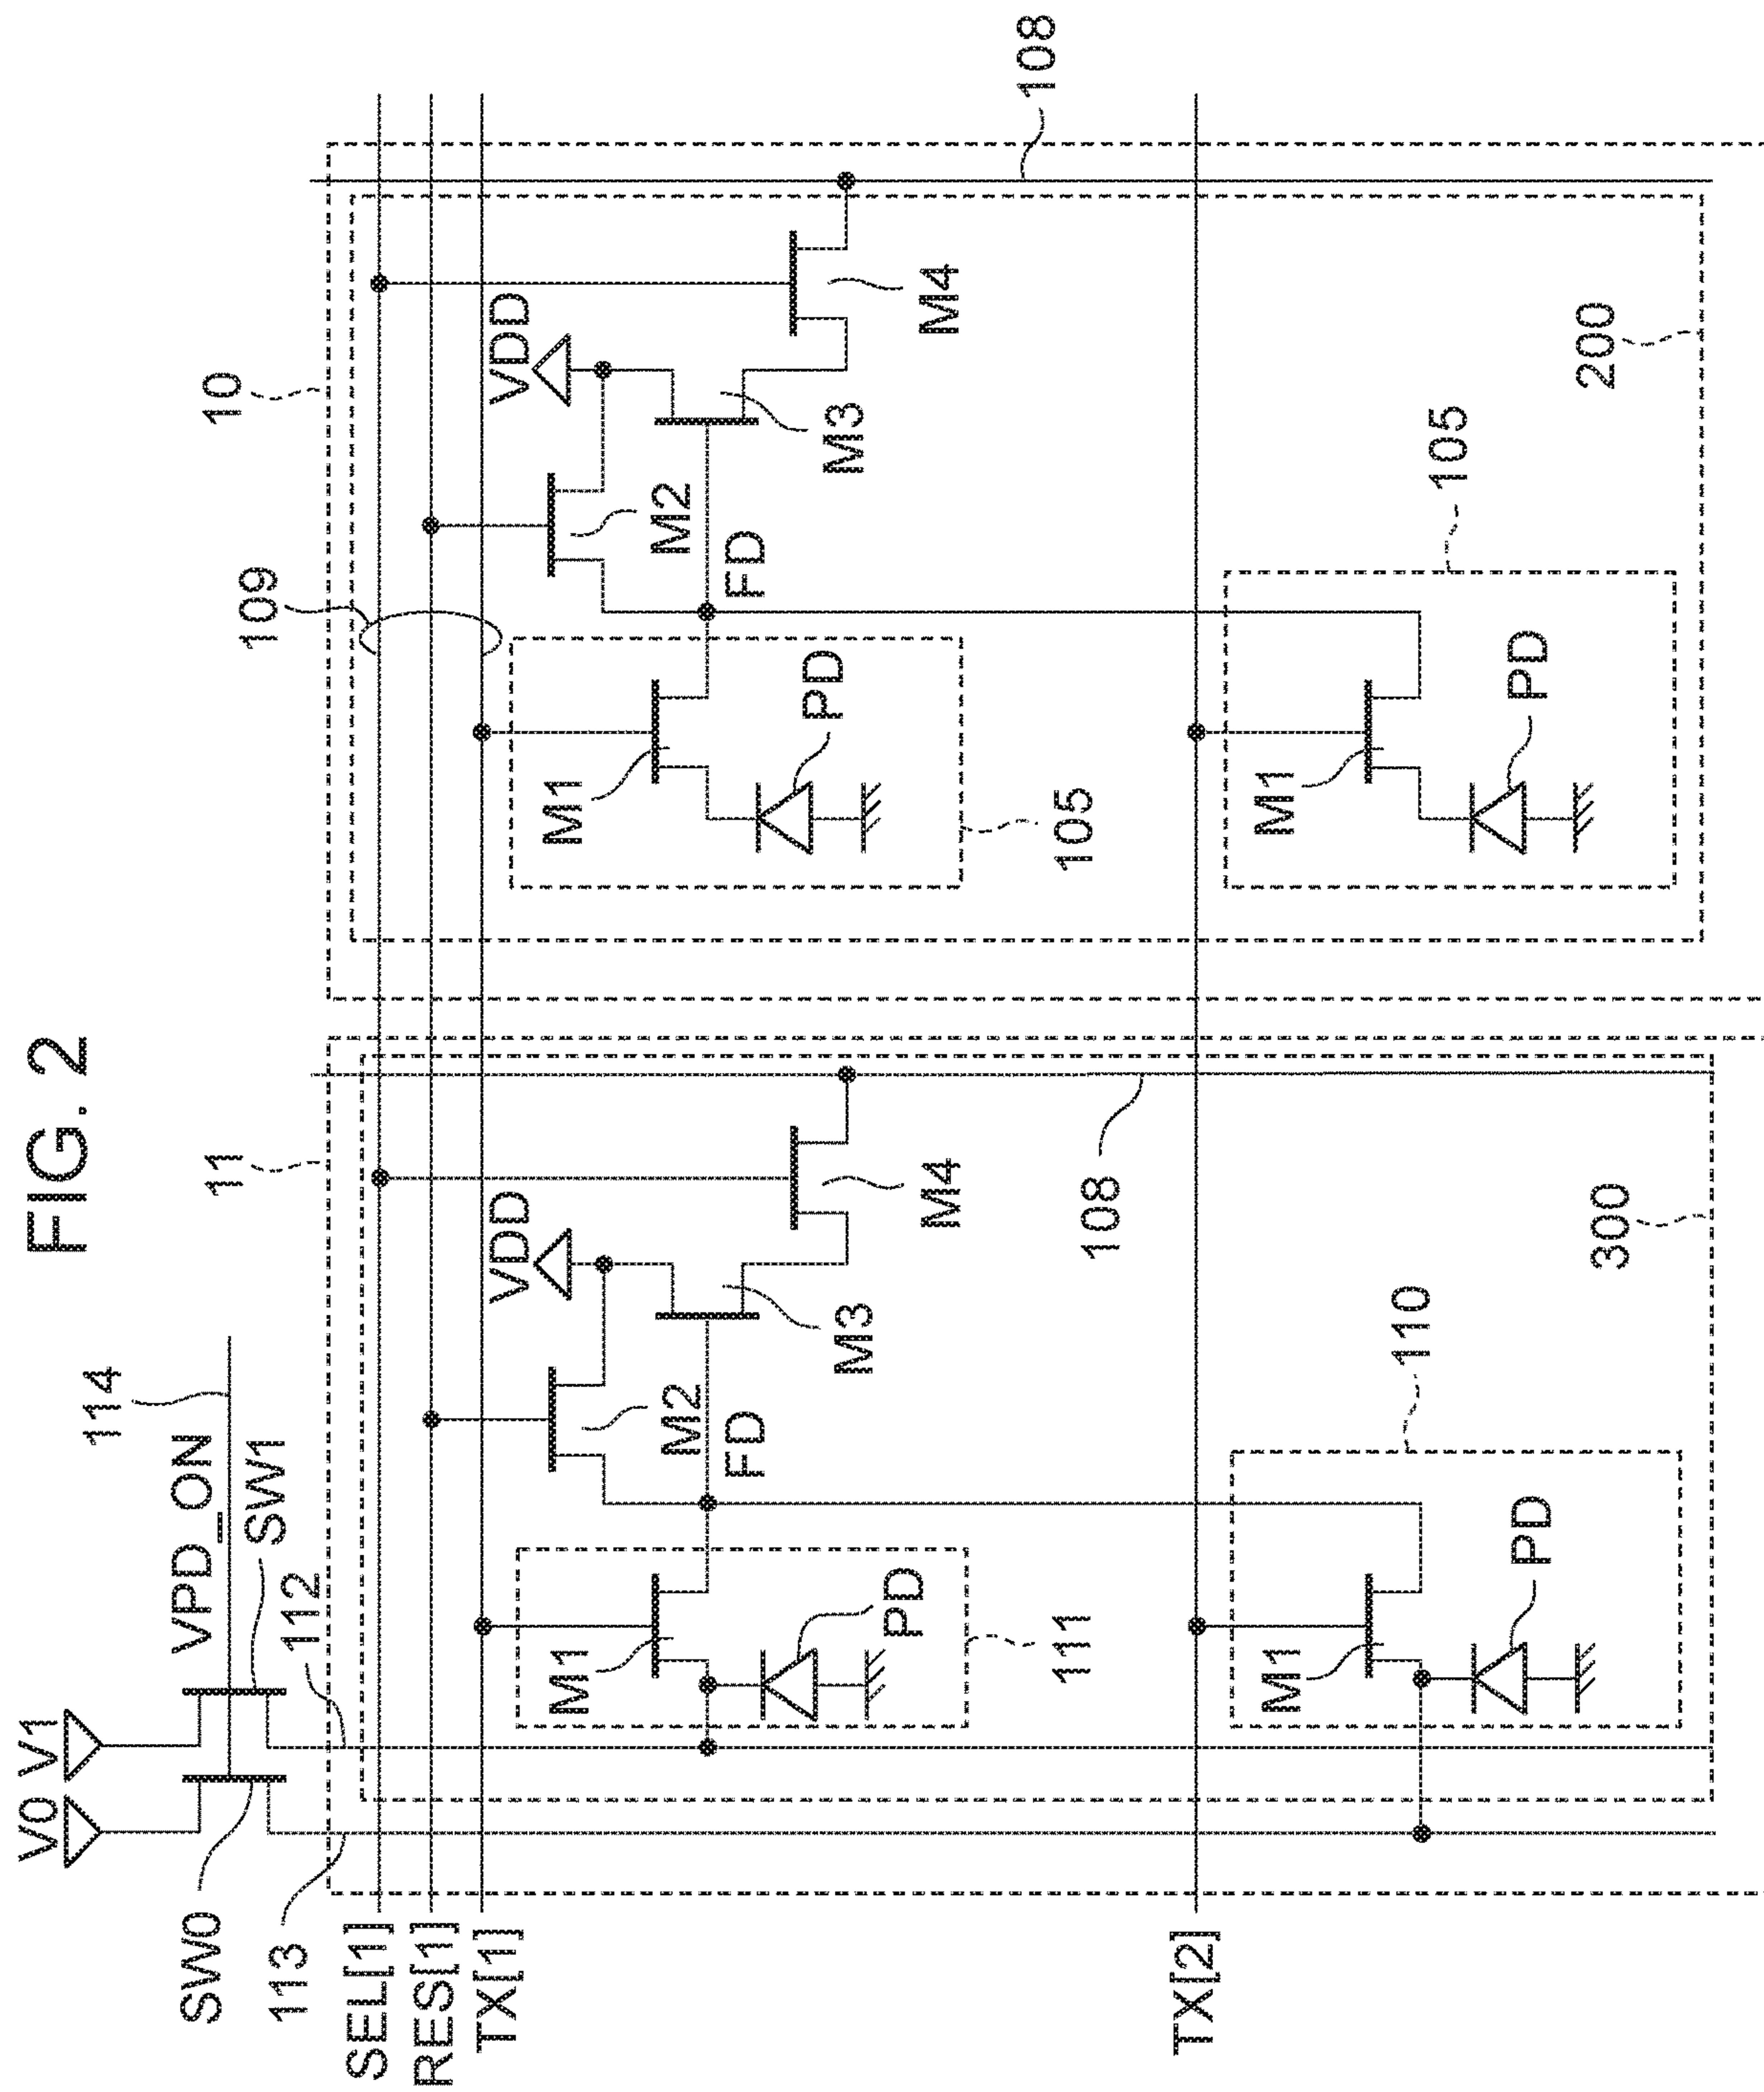 FIG. 2
V0
V1
VPD_ON
114
SW0
SW1
113
112
11
109
10
SEL[1]
RES[1]
TX[1]
VDD
VDD
M1
M2
M3
M4
FD
PD
111
M1
M2
M3
M4
FD
PD
105
108
108
TX[2]
M1
PD
110
300
M1
PD
105
200